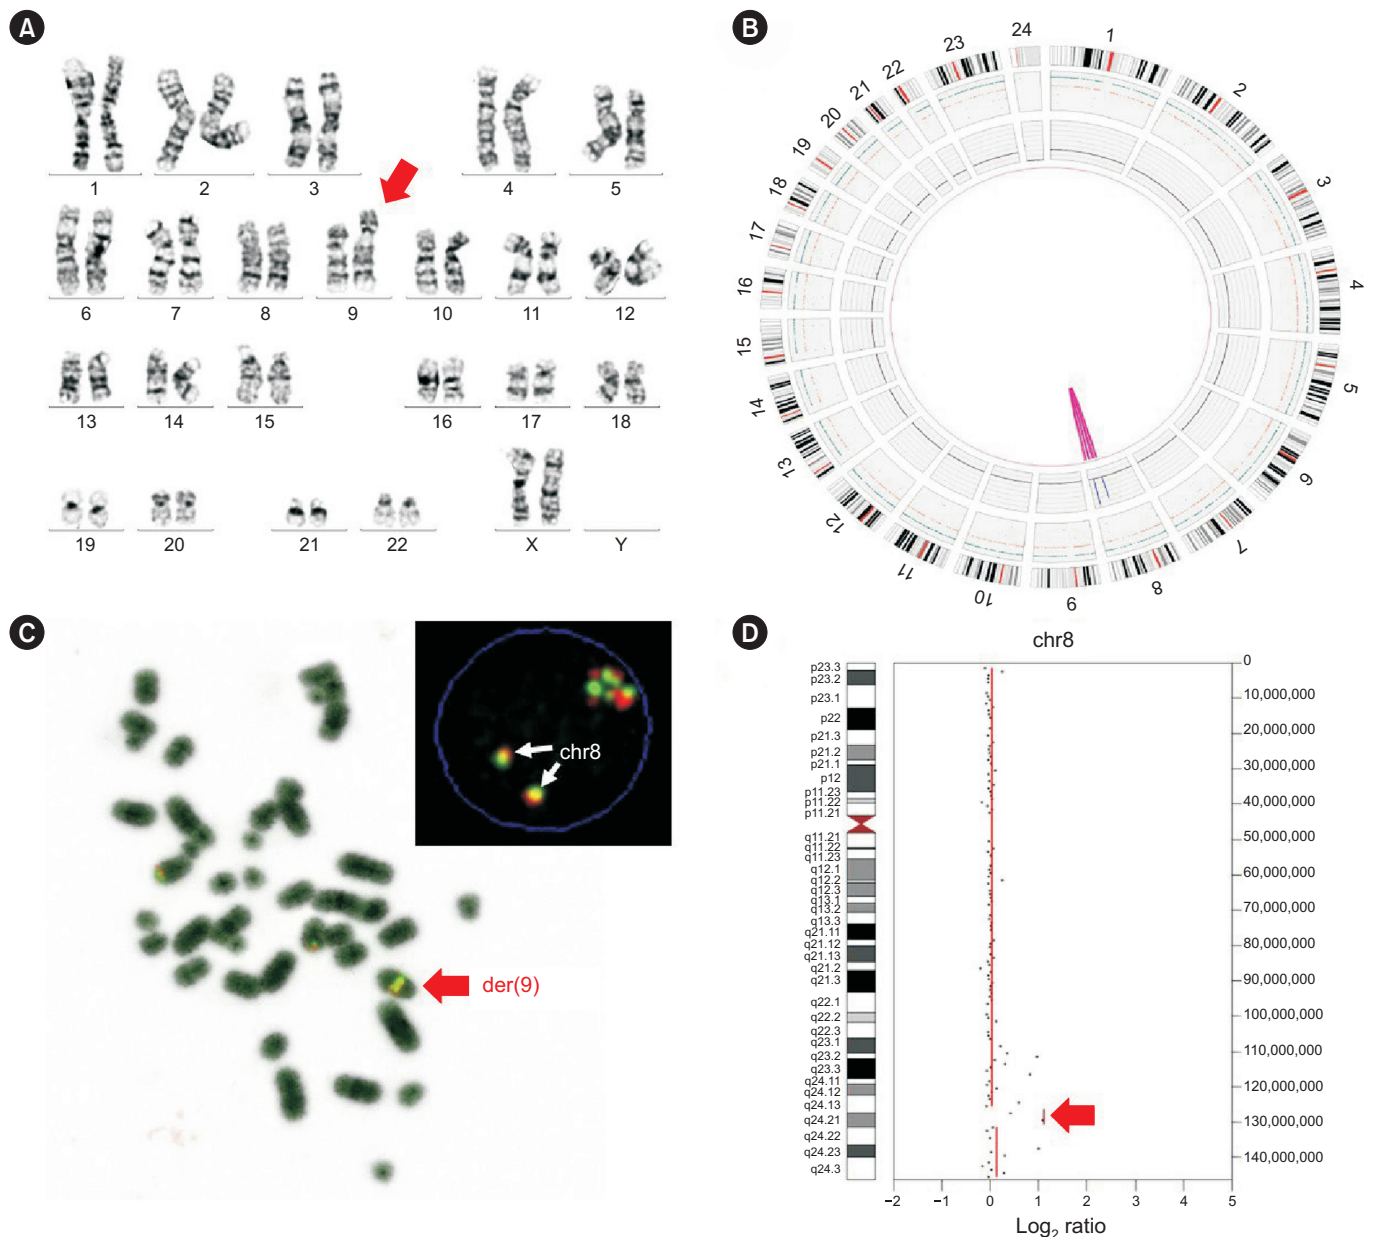 A
1 2 3 4 5
6 7 8 9 10 11 12
13 14 15 16 17 18
19 20 21 22 X Y
B
1
2
3
4
5
6
7
8
9
10
11
12
13
14
15
16
17
18
19
20
21
22
23
24
C
chr8
der(9)
D
chr8
p23.3
p23.2
p23.1
p22
p21.3
p21.2
p21.1
p12
p11.23
p11.22
p11.21
q11.21
q11.22
q11.23
q12.1
q12.2
q12.3
q13.1
q13.2
q13.3
q21.11
q21.12
q21.13
q21.2
q21.3
q22.1
q22.2
q22.3
q23.1
q23.2
q23.3
q24.11
q24.12
q24.13
q24.21
q24.22
q24.23
q24.3
0
10,000,000
20,000,000
30,000,000
40,000,000
50,000,000
60,000,000
70,000,000
80,000,000
90,000,000
100,000,000
110,000,000
120,000,000
130,000,000
140,000,000
−2 −1 0 1 2 3 4 5
Log₂ ratio